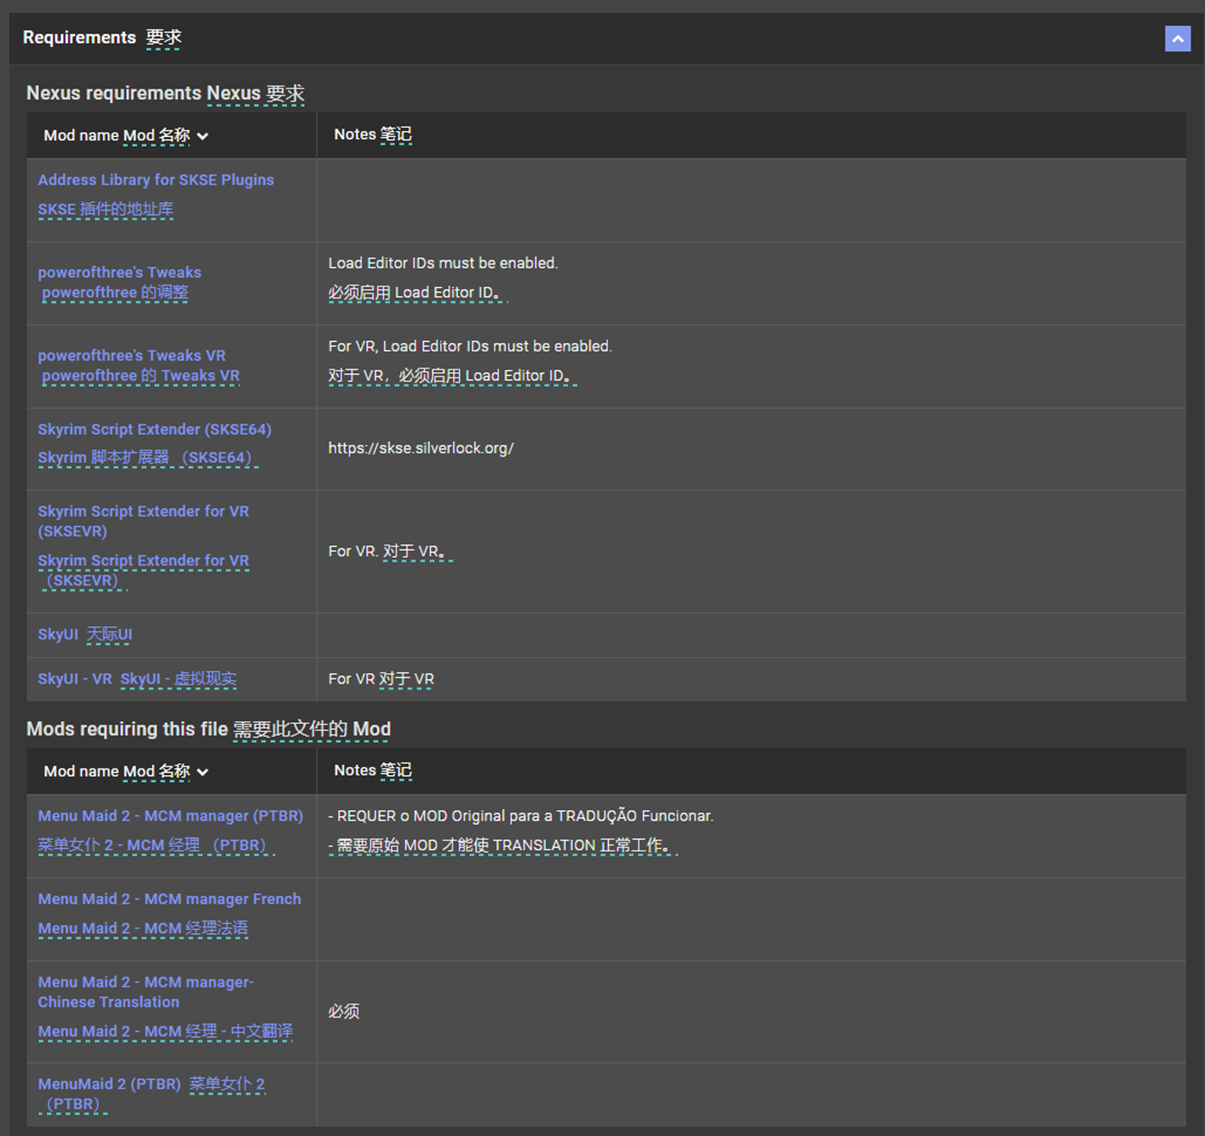 Requirements 要求
Nexus requirements Nexus 要求
Mod name Mod 名称 Notes 笔记
Address Library for SKSE Plugins
SKSE 插件的地址库
powerofthree's Tweaks
powerofthree 的调整
Load Editor IDs must be enabled.
必须启用 Load Editor ID。
powerofthree's Tweaks VR
powerofthree 的 Tweaks VR
For VR, Load Editor IDs must be enabled.
对于 VR，必须启用 Load Editor ID。
Skyrim Script Extender (SKSE64)
Skyrim 脚本扩展器 （SKSE64）
https://skse.silverlock.org/
Skyrim Script Extender for VR
(SKSEVR)
Skyrim Script Extender for VR
（SKSEVR）
For VR. 对于 VR。
SkyUI 天际UI
SkyUI - VR SkyUI - 虚拟现实
For VR 对于 VR
Mods requiring this file 需要此文件的 Mod
Mod name Mod 名称 Notes 笔记
Menu Maid 2 - MCM manager (PTBR)
菜单女仆 2 - MCM 经理 （PTBR）
- REQUER o MOD Original para a TRADUÇÃO Funcionar.
- 需要原始 MOD 才能使 TRANSLATION 正常工作。
Menu Maid 2 - MCM manager French
Menu Maid 2 - MCM 经理法语
Menu Maid 2 - MCM manager-
Chinese Translation
Menu Maid 2 - MCM 经理 - 中文翻译
必须
MenuMaid 2 (PTBR) 菜单女仆 2
（PTBR）